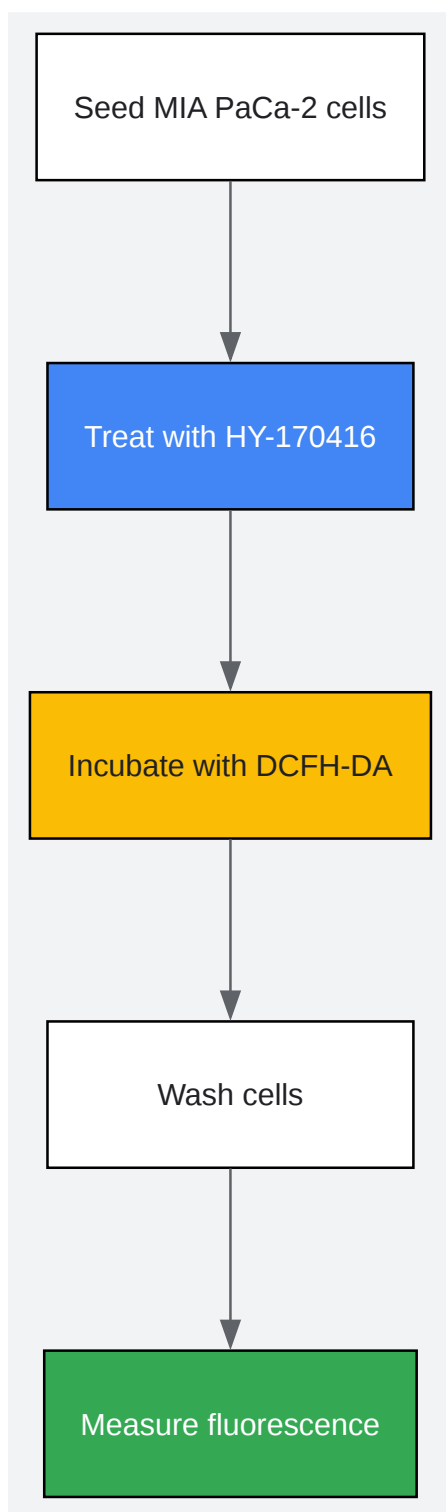 Seed MIA PaCa-2 cells
Treat with HY-170416
Incubate with DCFH-DA
Wash cells
Measure fluorescence